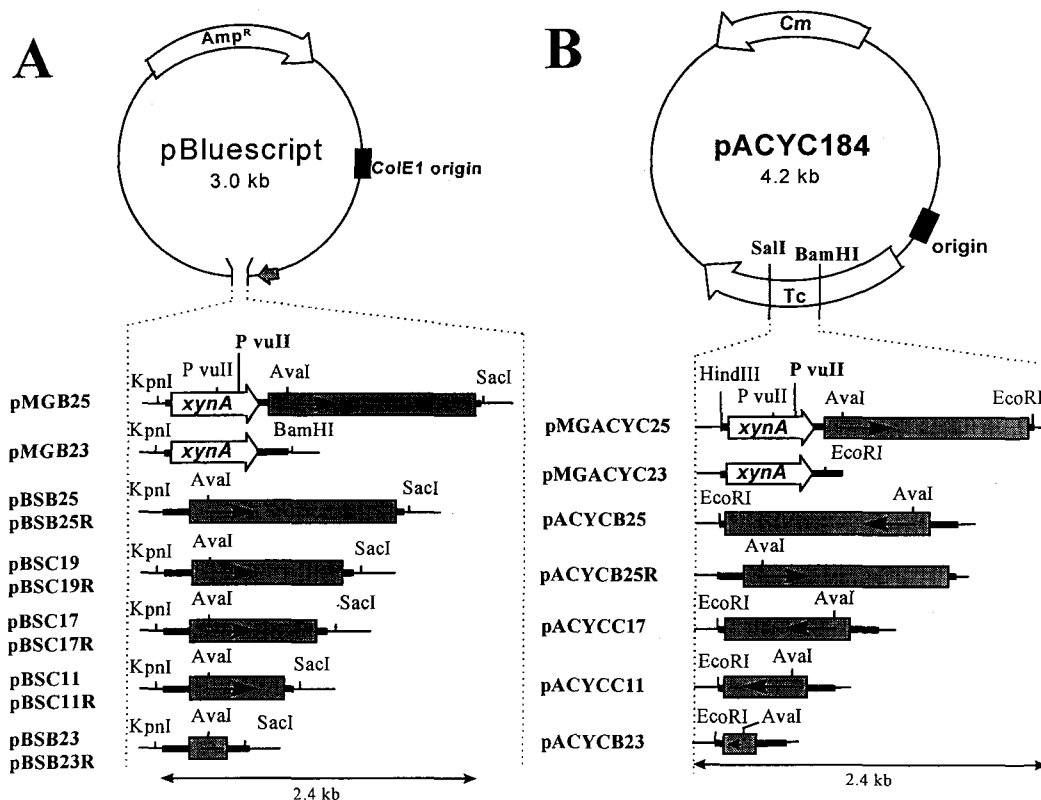 A
Amp^R
pBluescript
3.0 kb
ColE1 origin
P vuII
KpnI P vuII AvaI SacI
pMGB25 xynA
KpnI BamHI
pMGB23 xynA
KpnI AvaI SacI
pBSB25
pBSB25R
KpnI AvaI SacI
pBSC19
pBSC19R
KpnI AvaI SacI
pBSC17
pBSC17R
KpnI AvaI SacI
pBSC11
pBSC11R
KpnI AvaI SacI
pBSB23
pBSB23R
2.4 kb
B
Cm
pACYC184
4.2 kb
origin
SalI BamHI
Tc
HindIII P vuII
P vuII AvaI EcoRI
pMGACYC25 xynA
EcoRI
pMGACYC23 xynA
EcoRI AvaI
pACYCB25
AvaI
pACYCB25R
EcoRI AvaI
pACYCC17
EcoRI AvaI
pACYCC11
EcoRI AvaI
pACYCB23
2.4 kb